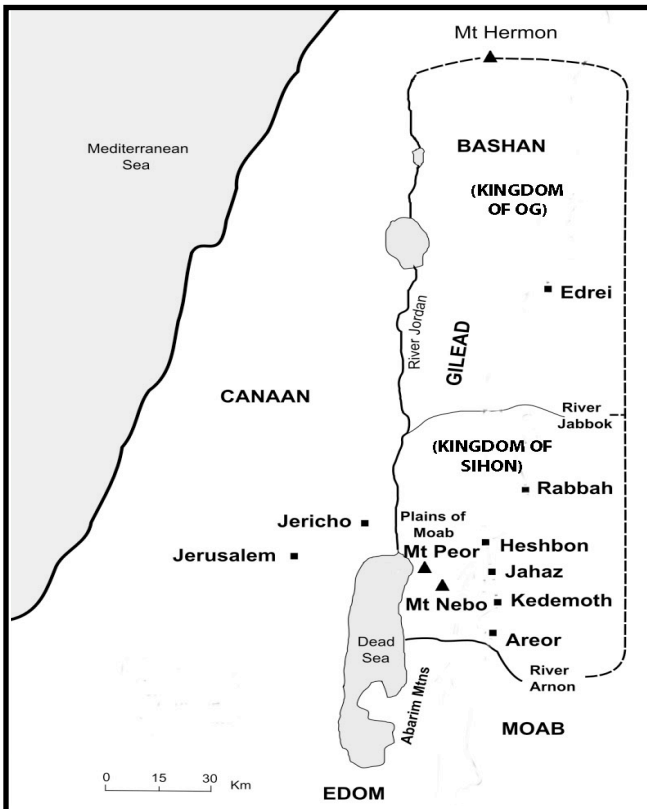 Mt Hermon
Mediterranean
Sea
BASHAN
(KINGDOM
OF OG)
Edrei
River Jordan
GILEAD
CANAAN
River
Jabbok
(KINGDOM OF
SIHON)
Rabbah
Jericho
Plains of
Moab
Jerusalem
Mt Peor
Heshbon
Jahaz
Mt Nebo
Kedemoth
Dead
Sea
Areor
River
Arnon
Abarim Mtns
MOAB
0 15 30
Km
EDOM